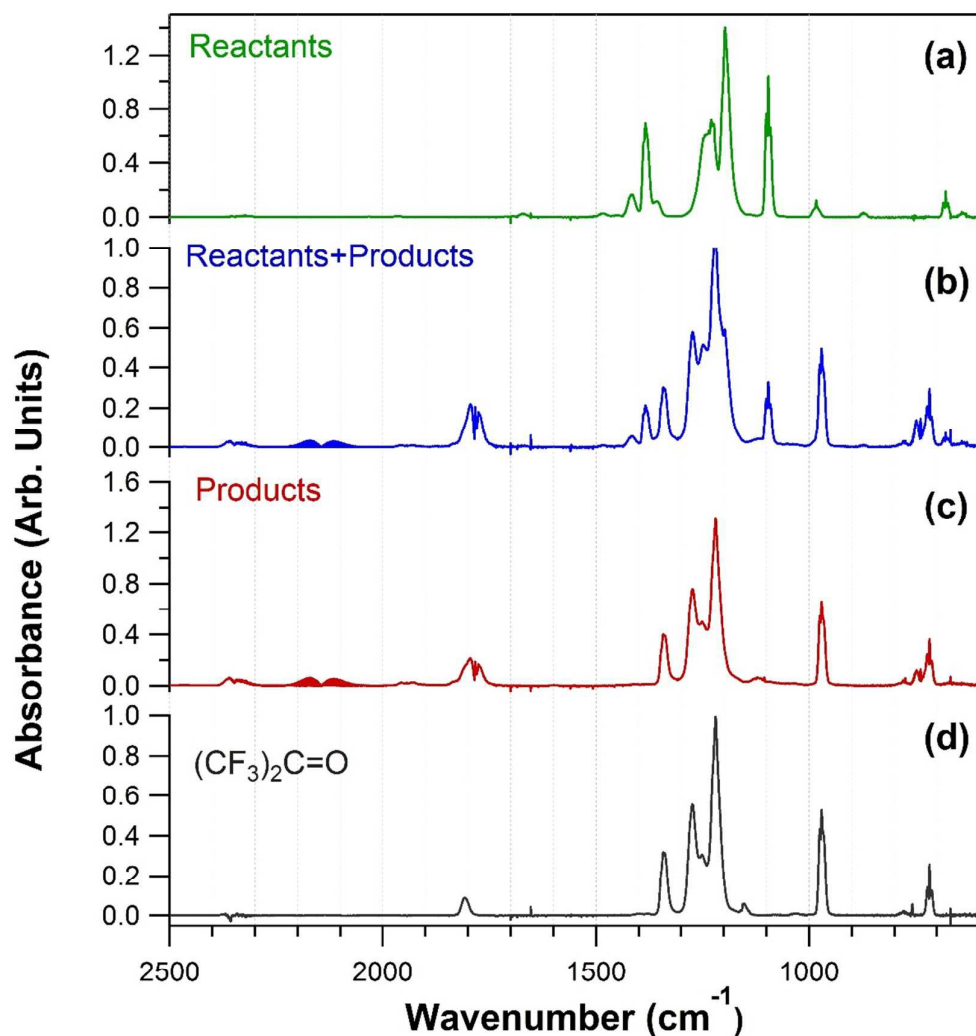 Absorbance (Arb. Units)
Reactants
(a)
1.2
0.8
0.4
0.0
Reactants+Products
(b)
1.0
0.8
0.6
0.4
0.2
0.0
Products
(c)
1.6
1.2
0.8
0.4
0.0
(CF₃)₂C=O
(d)
1.0
0.8
0.6
0.4
0.2
0.0
2500 2000 1500 1000
Wavenumber (cm⁻¹)